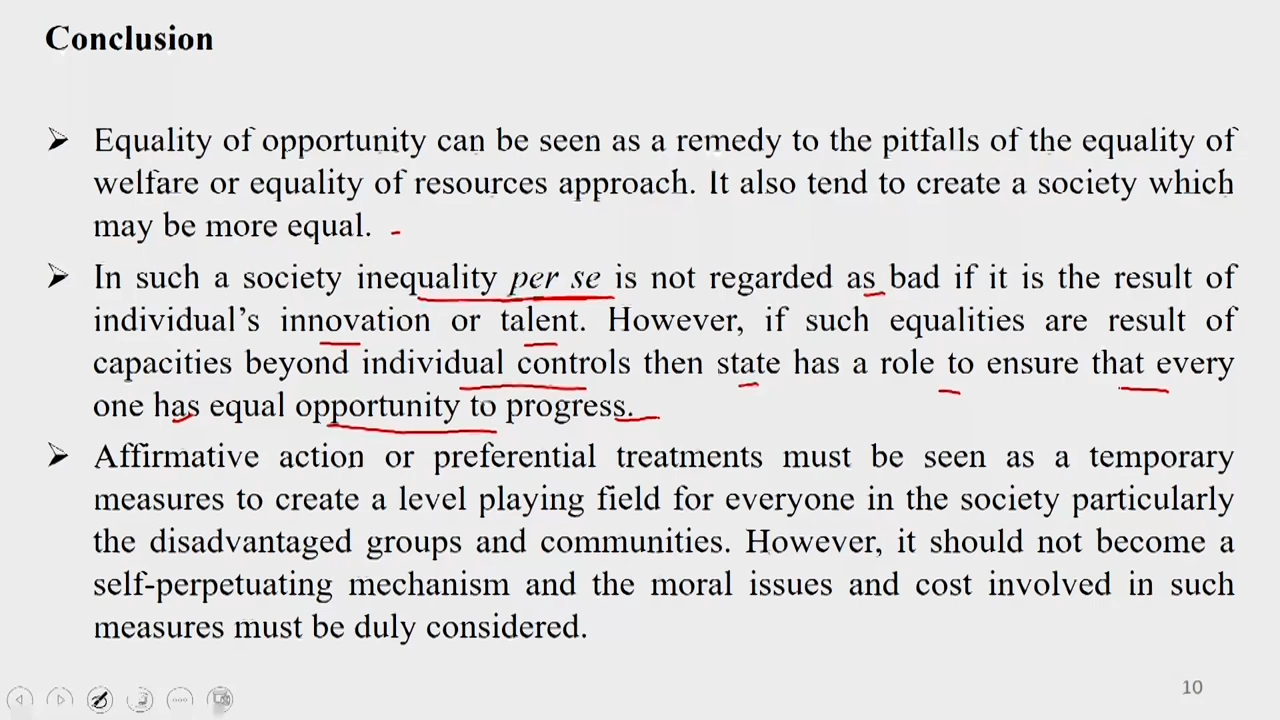 Conclusion
➢ Equality of opportunity can be seen as a remedy to the pitfalls of the equality of
welfare or equality of resources approach. It also tend to create a society which
may be more equal.
➢ In such a society inequality per se is not regarded as bad if it is the result of
individual’s innovation or talent. However, if such equalities are result of
capacities beyond individual controls then state has a role to ensure that every
one has equal opportunity to progress.
➢ Affirmative action or preferential treatments must be seen as a temporary
measures to create a level playing field for everyone in the society particularly
the disadvantaged groups and communities. However, it should not become a
self-perpetuating mechanism and the moral issues and cost involved in such
measures must be duly considered.
10